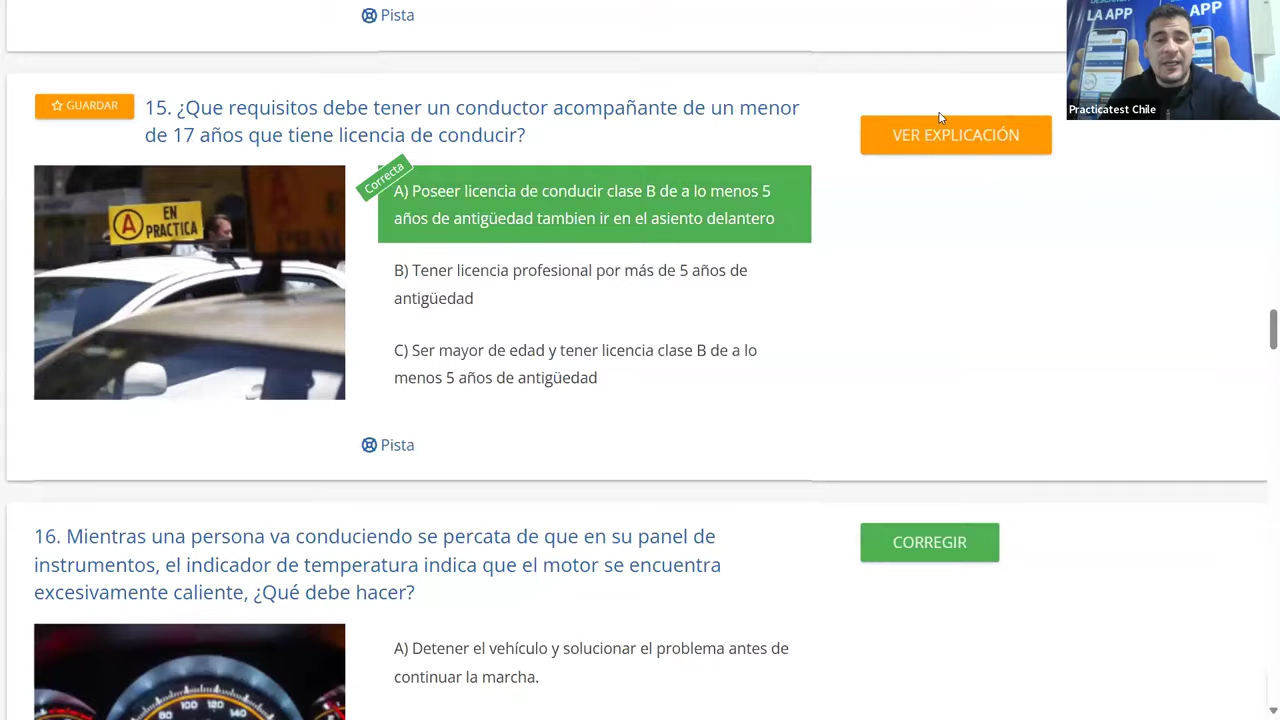 Pista
LA APP
LA APP
Practicatest Chile
GUARDAR
15. ¿Que requisitos debe tener un conductor acompañante de un menor
de 17 años que tiene licencia de conducir?
VER EXPLICACIÓN
A EN
PRACTICA
Correcta
A) Poseer licencia de conducir clase B de a lo menos 5
años de antigüedad tambien ir en el asiento delantero
B) Tener licencia profesional por más de 5 años de
antigüedad
C) Ser mayor de edad y tener licencia clase B de a lo
menos 5 años de antigüedad
Pista
16. Mientras una persona va conduciendo se percata de que en su panel de
instrumentos, el indicador de temperatura indica que el motor se encuentra
excesivamente caliente, ¿Qué debe hacer?
CORREGIR
A) Detener el vehículo y solucionar el problema antes de
continuar la marcha.
80
100
120
140